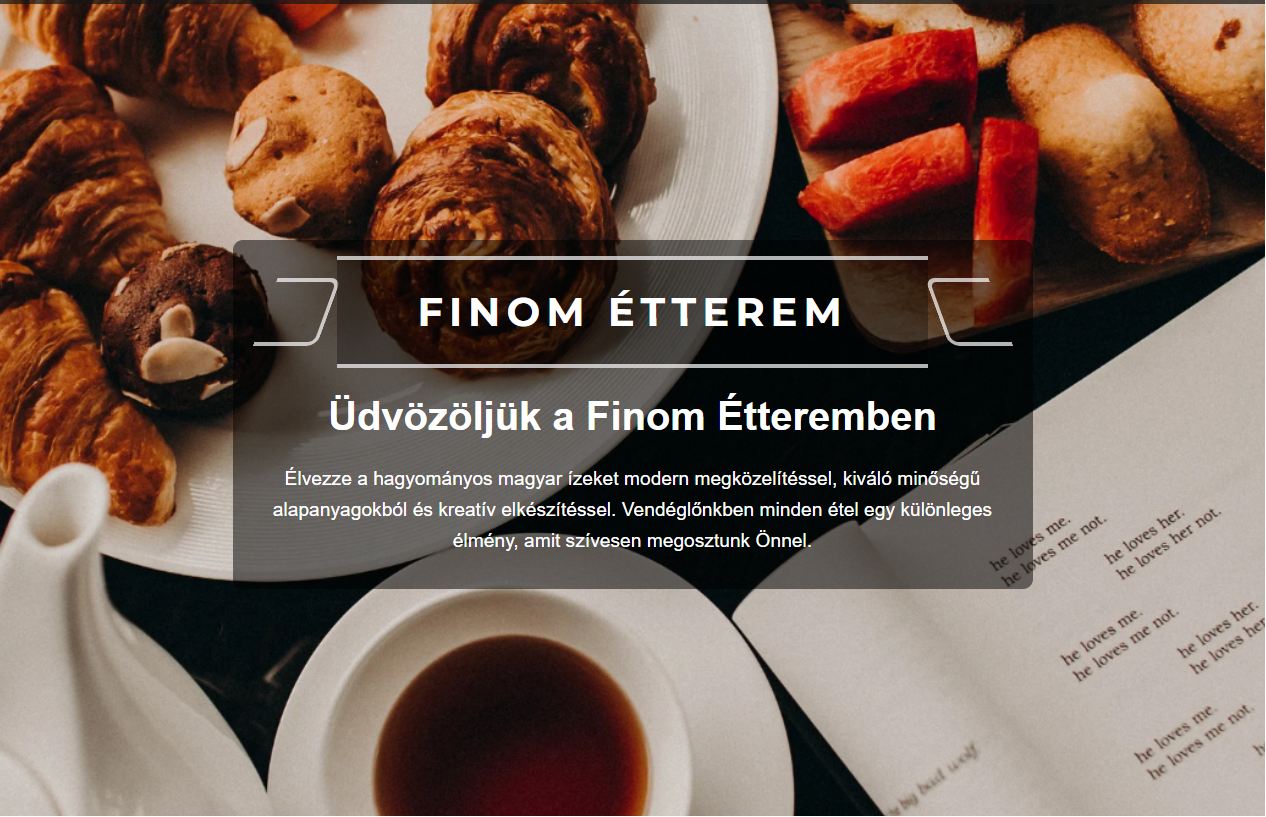 FINOM ÉTTEREM
Üdvözöljük a Finom Étteremben
Élvezze a hagyományos magyar ízeket modern megközelítéssel, kiváló minőségű
alapanyagokból és kreatív elkészítéssel. Vendéglőnkben minden étel egy különleges
élmény, amit szívesen megosztunk Önnel.
he loves me.
he loves me not.
he loves her.
he loves her not.
he loves me.
he loves me not.
he loves her.
he loves her
he loves me.
he loves me not.
big bad wolf